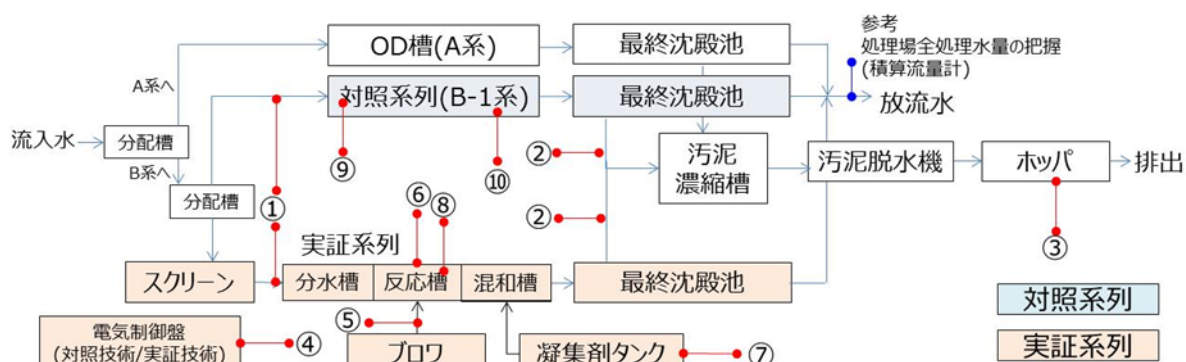 参考
処理場全処理水量の把握
(積算流量計)
OD槽(A系)
最終沈殿池
A系へ
対照系列(B-1系)
最終沈殿池
放流水
流入水
分配槽
B系へ
分配槽
①
⑨
⑩
②
汚泥
濃縮槽
汚泥脱水機
ホッパ
排出
⑥
⑧
②
③
実証系列
スクリーン
分水槽
反応槽
混和槽
最終沈殿池
対照系列
電気制御盤
(対照技術/実証技術)
④
⑤
ブロワ
凝集剤タンク
⑦
実証系列